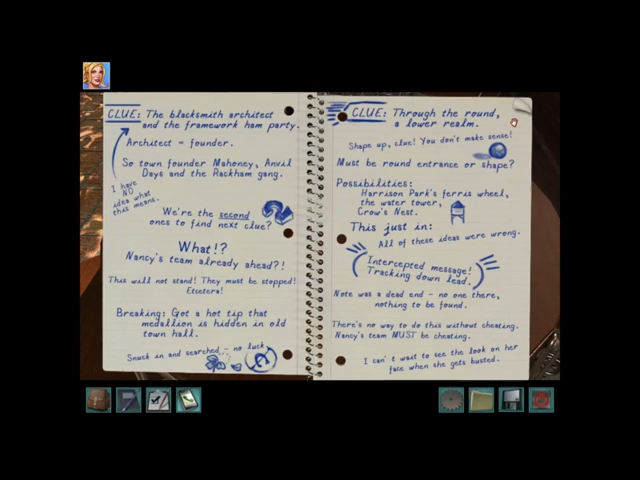 CLUE: The blacksmith architect
and the framework ham party.
Architect = founder.
So town founder Mahoney, Anvil
Days and the Rackham gang.
I have
NO
idea what
this means.
We're the second
ones to find next clue?
What!?
Nancy's team already ahead?!
This will not stand! They must be stopped!
Etcetera!
Breaking: Got a hot tip that
medallion is hidden in old
town hall.
Snuck in and searched - no luck
CLUE: Through the round,
a lower realm.
Shape up, clue! You don't make sense!
Must be round entrance or shape?
Possibilities:
Harrison Park's ferris wheel,
the water tower,
Crow's Nest.
This just in:
All of these ideas were wrong.
Intercepted message!
Tracking down lead.
Note was a dead end - no one there,
nothing to be found.
There's no way to do this without cheating.
Nancy's team MUST be cheating.
I can't wait to see the look on her
face when she gets busted.